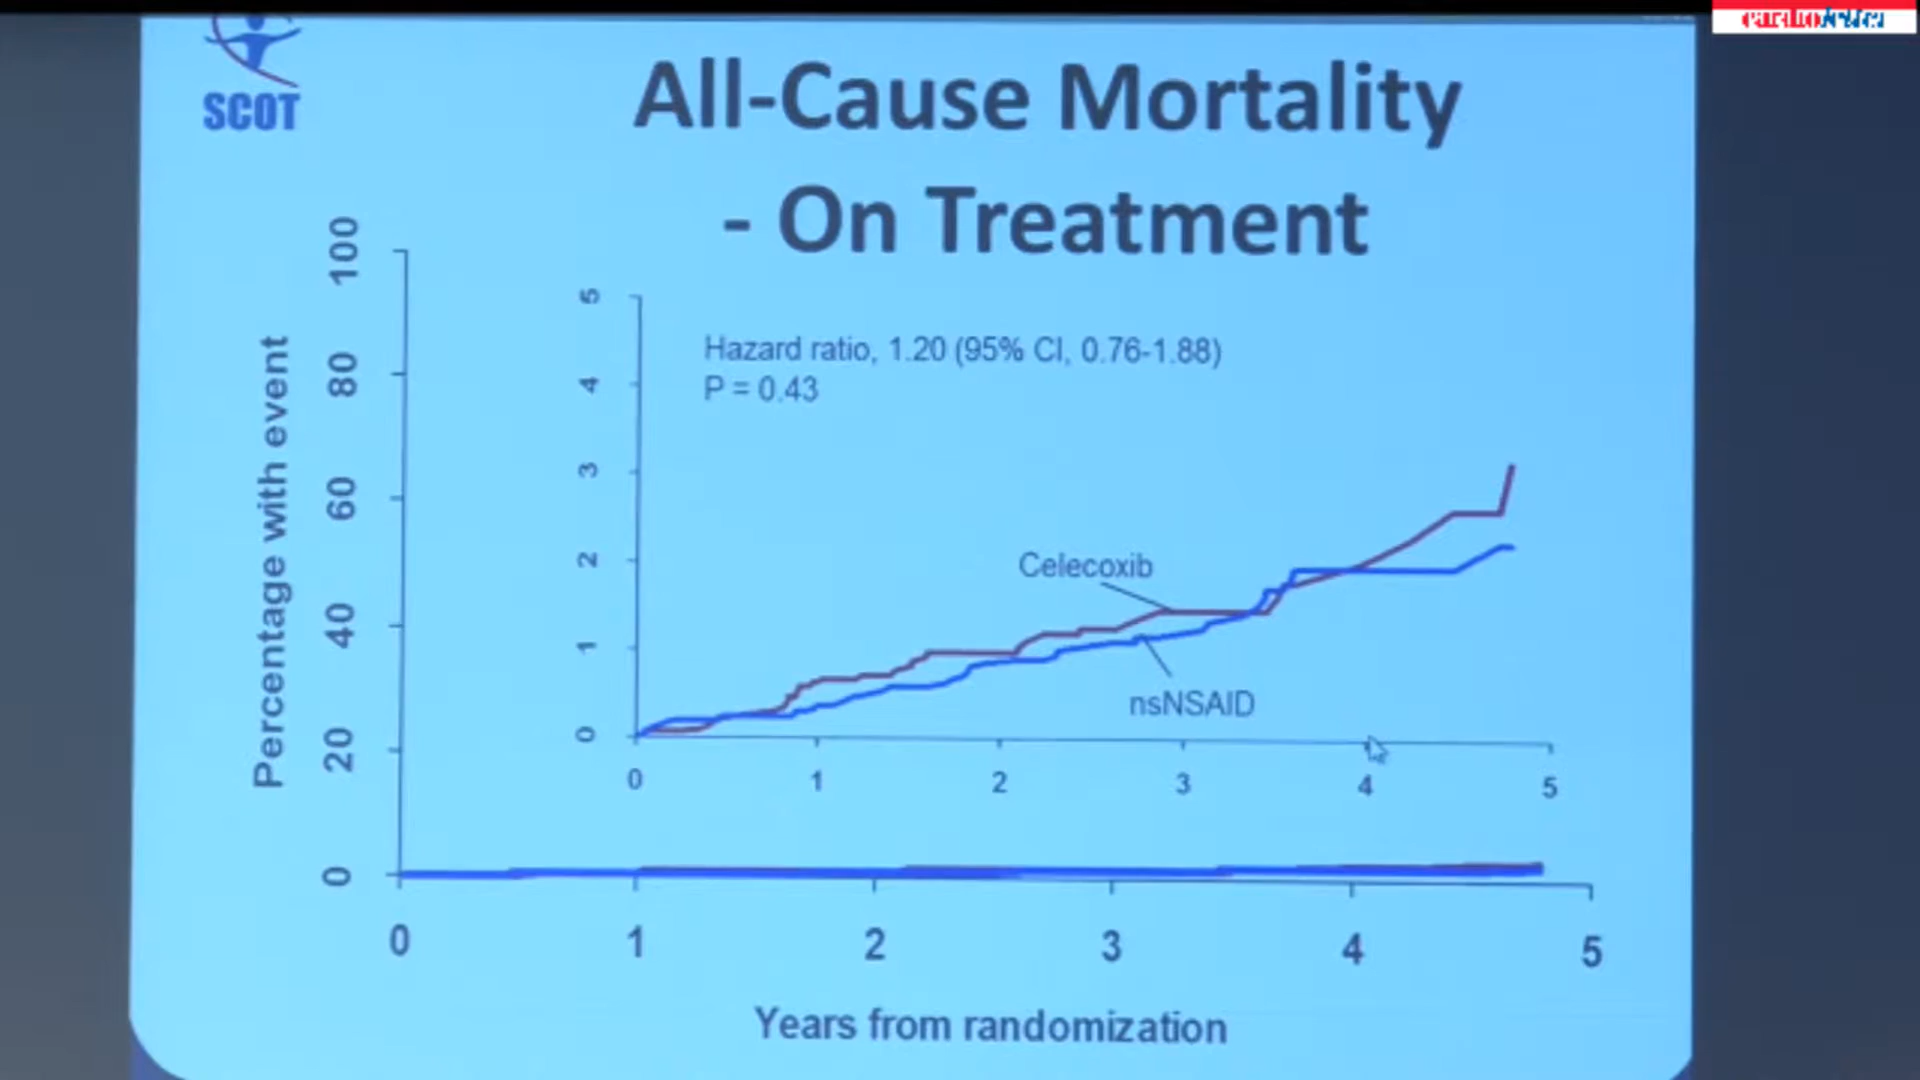 SCOT
All-Cause Mortality
- On Treatment
Percentage with event
100
80
60
40
20
0
5
4
3
2
1
0
Hazard ratio, 1.20 (95% CI, 0.76-1.88)
P = 0.43
Celecoxib
nsNSAID
0 1 2 3 4 5
0 1 2 3 4 5
Years from randomization